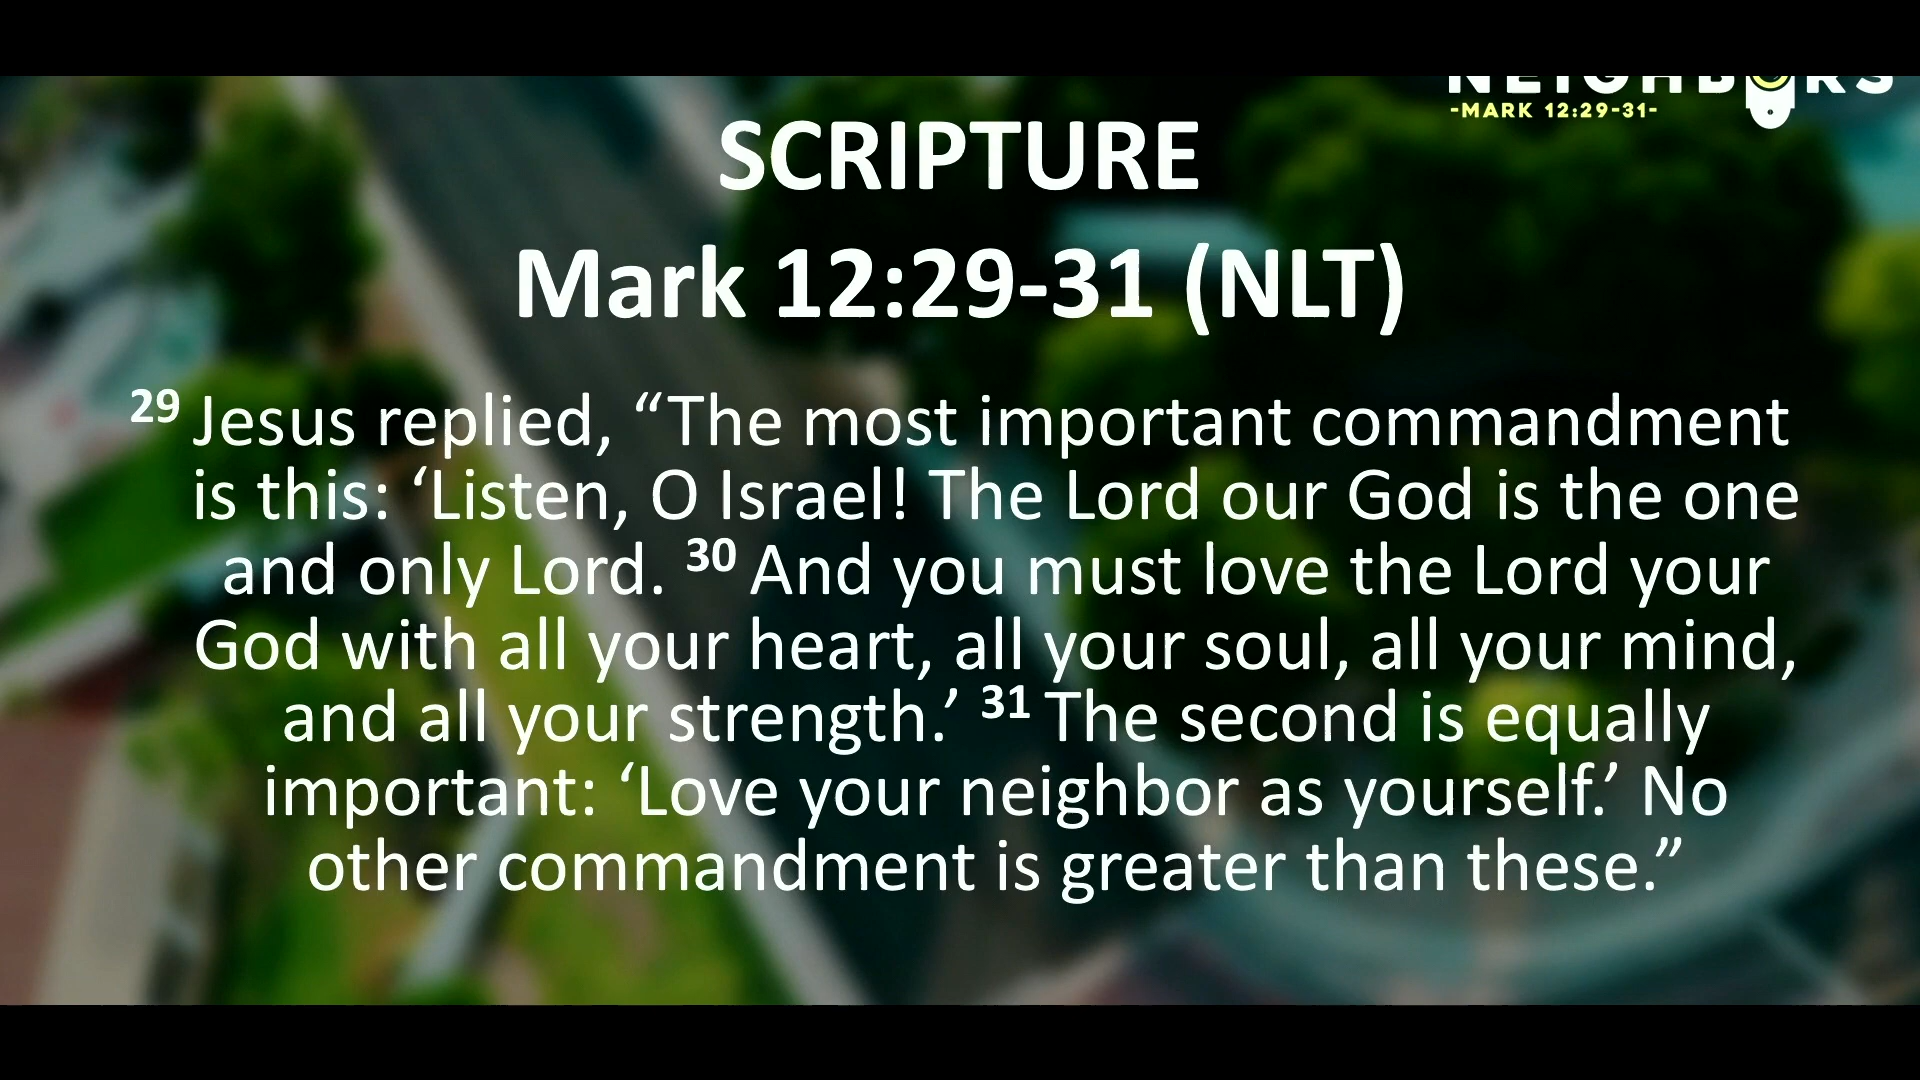 NEIGHBORS
-MARK 12:29-31-
SCRIPTURE
Mark 12:29-31 (NLT)
29 Jesus replied, “The most important commandment
is this: ‘Listen, O Israel! The Lord our God is the one
and only Lord. 30 And you must love the Lord your
God with all your heart, all your soul, all your mind,
and all your strength.’ 31 The second is equally
important: ‘Love your neighbor as yourself.’ No
other commandment is greater than these.”